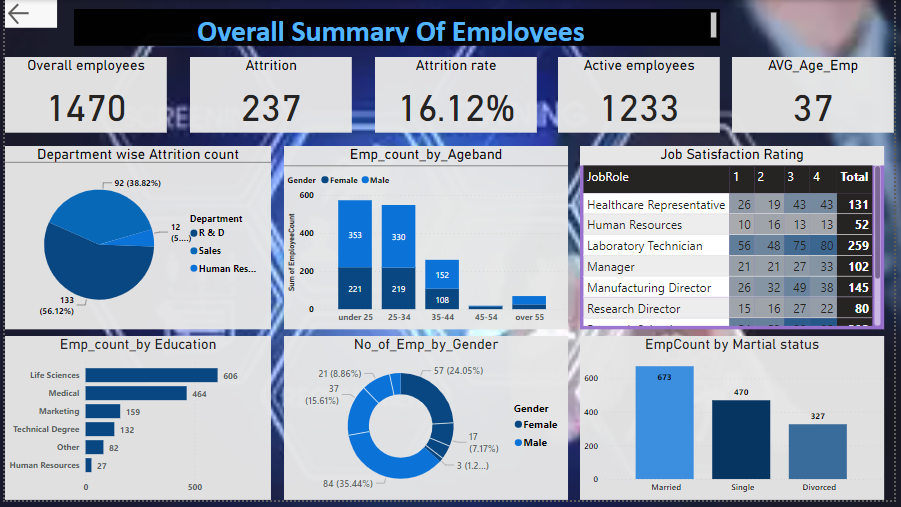 Overall Summary Of Employees
Overall employees
1470
Attrition
237
Attrition rate
16.12%
Active employees
1233
AVG_Age_Emp
37
Department wise Attrition count
92 (38.82%)
12
(5....)
133
(56.12%)
Department
R & D
Sales
Human Res...
Emp_count_by_Ageband
Gender Female Male
Sum of EmployeeCount
600
400
200
0
353
330
152
221
219
108
under 25 25-34 35-44 45-54 over 55
Job Satisfaction Rating
JobRole 1 2 3 4 Total
Healthcare Representative 26 19 43 43 131
Human Resources 10 16 13 13 52
Laboratory Technician 56 48 75 80 259
Manager 21 21 27 33 102
Manufacturing Director 26 32 49 38 145
Research Director 15 16 27 22 80
Emp_count_by Education
Life Sciences 606
Medical 464
Marketing 159
Technical Degree 132
Other 82
Human Resources 27
0 500
No_of_Emp_by_Gender
21 (8.86%)
57 (24.05%)
37
(15.61%)
17
(7.17%)
3 (1.2...)
84 (35.44%)
Gender
Female
Male
EmpCount by Martial status
600
400
200
0
673
470
327
Married Single Divorced